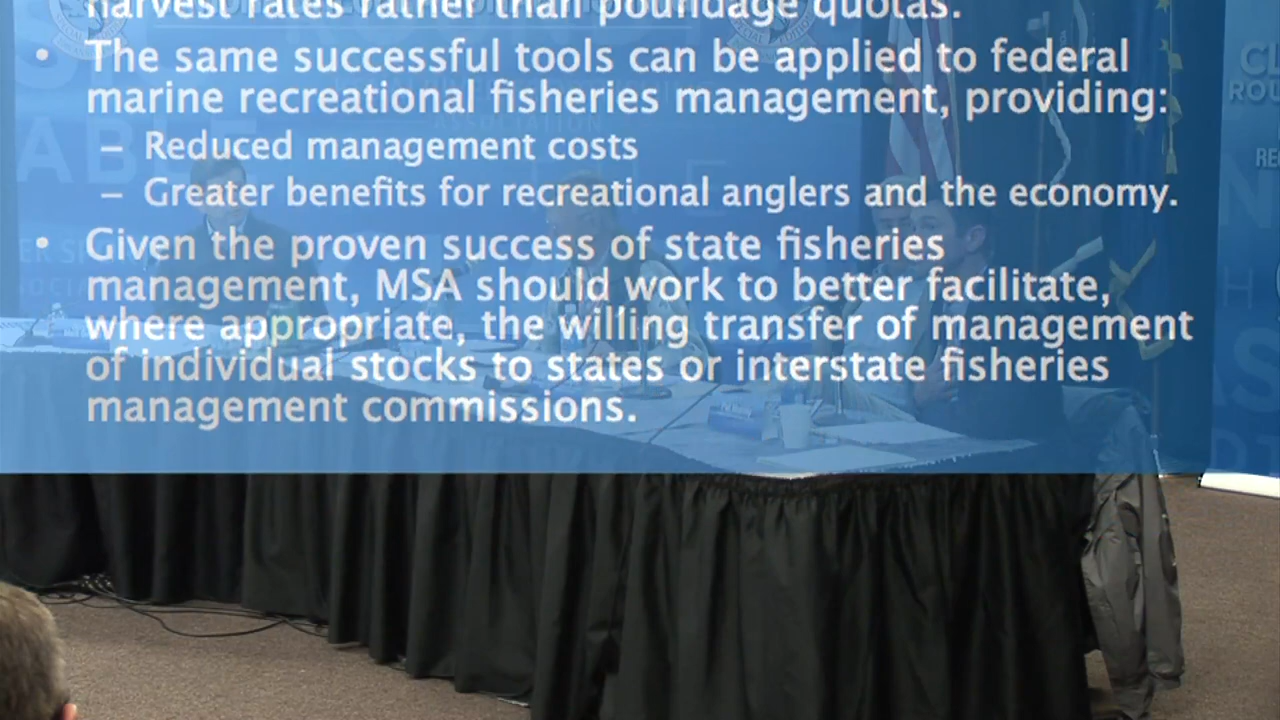 harvest rates rather than poundage quotas.
• The same successful tools can be applied to federal
marine recreational fisheries management, providing:
– Reduced management costs
– Greater benefits for recreational anglers and the economy.
• Given the proven success of state fisheries
management, MSA should work to better facilitate,
where appropriate, the willing transfer of management
of individual stocks to states or interstate fisheries
management commissions.